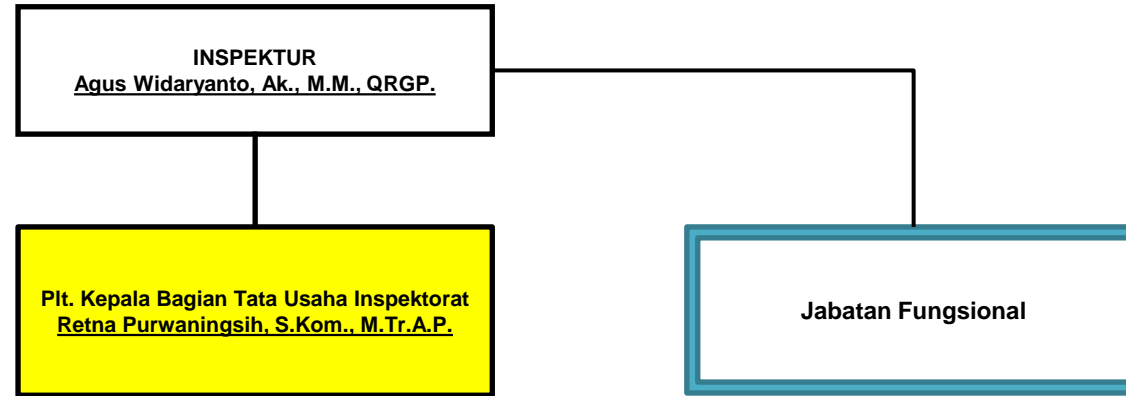 INSPEKTUR
Agus Widaryanto, Ak., M.M., QRGP.
Plt. Kepala Bagian Tata Usaha Inspektorat
Retna Purwaningsih, S.Kom., M.Tr.A.P.
Jabatan Fungsional